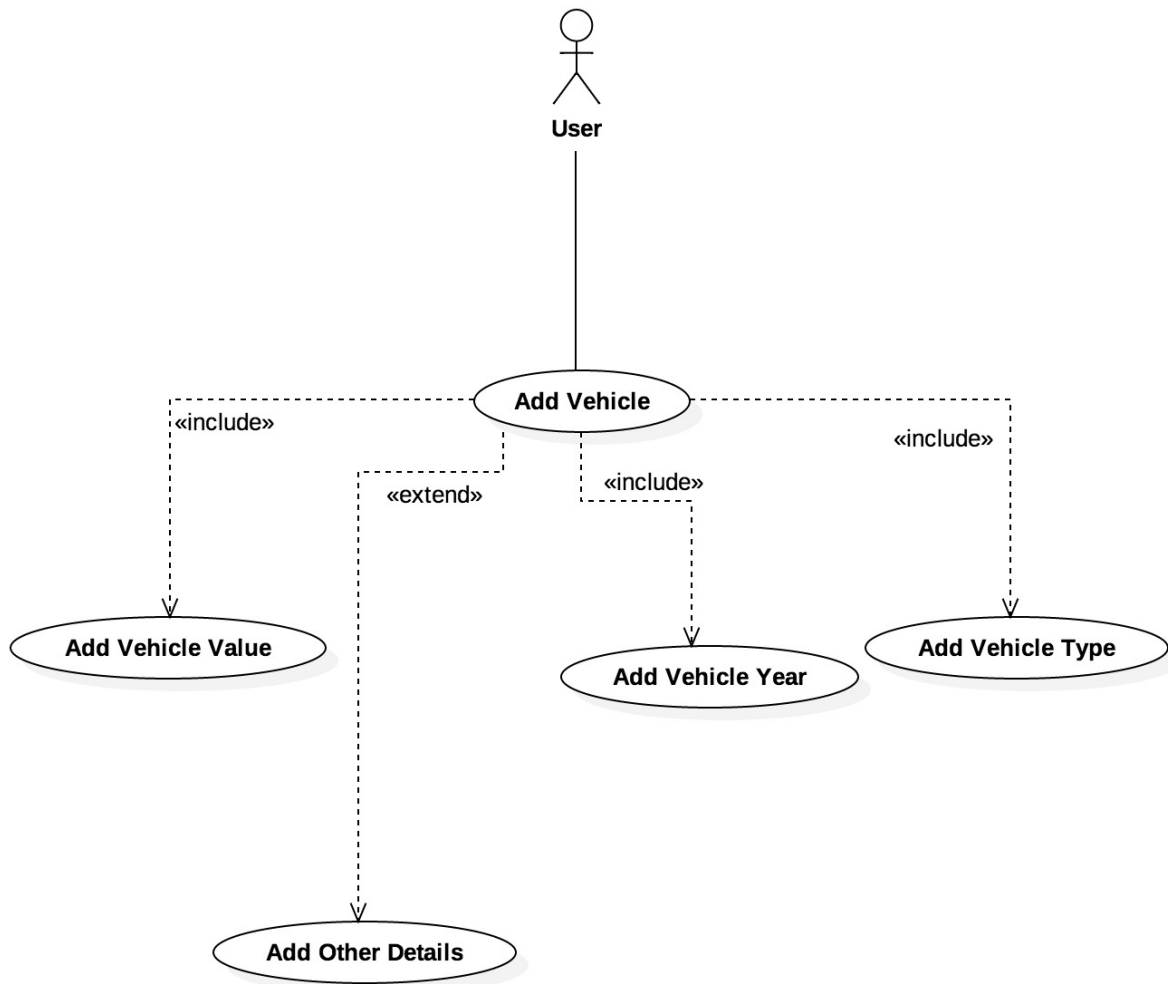 User
Add Vehicle
«include»
«include»
«include»
«extend»
Add Vehicle Value
Add Vehicle Type
Add Vehicle Year
Add Other Details